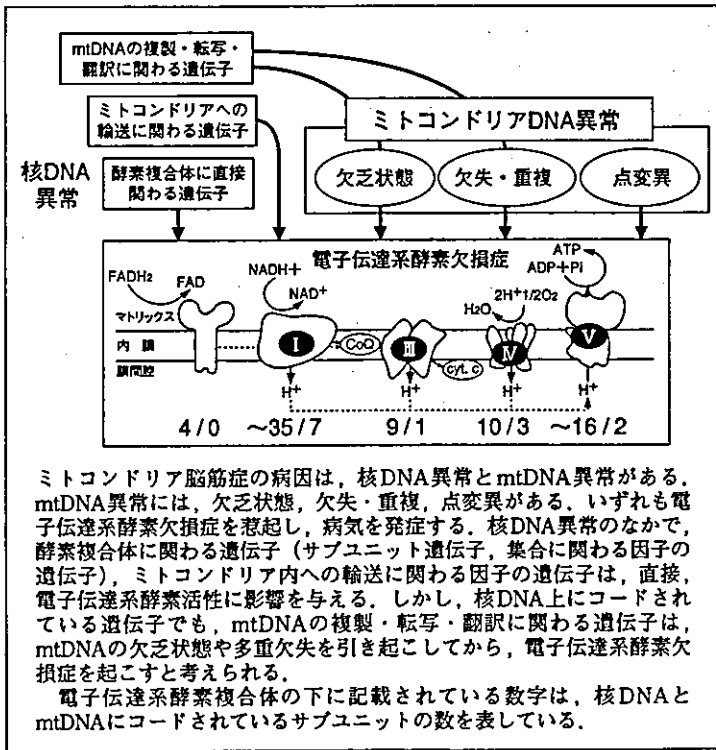 mtDNAの複製・転写・
翻訳に関わる遺伝子
ミトコンドリアへの
輸送に関わる遺伝子
ミトコンドリアDNA異常
核DNA
異常
酵素複合体に直接
関わる遺伝子
欠乏状態
欠失・重複
点変異
電子伝達系酵素欠損症
FADH₂
FAD
NADH+
NAD⁺
H₂O
2H⁺1/2O₂
ATP
ADP+Pi
マトリックス
内膜
膜間腔
I
CoQ
III
cyt. c
IV
V
H⁺
H⁺
H⁺
H⁺
4/0
～35/7
9/1
10/3
～16/2
ミトコンドリア脳筋症の病因は，核DNA異常とmtDNA異常がある．
mtDNA異常には，欠乏状態，欠失・重複，点変異がある．いずれも電
子伝達系酵素欠損症を惹起し，病気を発症する．核DNA異常のなかで，
酵素複合体に関わる遺伝子（サブユニット遺伝子，集合に関わる因子の
遺伝子），ミトコンドリア内への輸送に関わる因子の遺伝子は，直接，
電子伝達系酵素活性に影響を与える．しかし，核DNA上にコードされ
ている遺伝子でも，mtDNAの複製・転写・翻訳に関わる遺伝子は，
mtDNAの欠乏状態や多重欠失を引き起こしてから，電子伝達系酵素欠
損症を起こすと考えられる．
電子伝達系酵素複合体の下に記載されている数字は，核DNAと
mtDNAにコードされているサブユニットの数を表している．